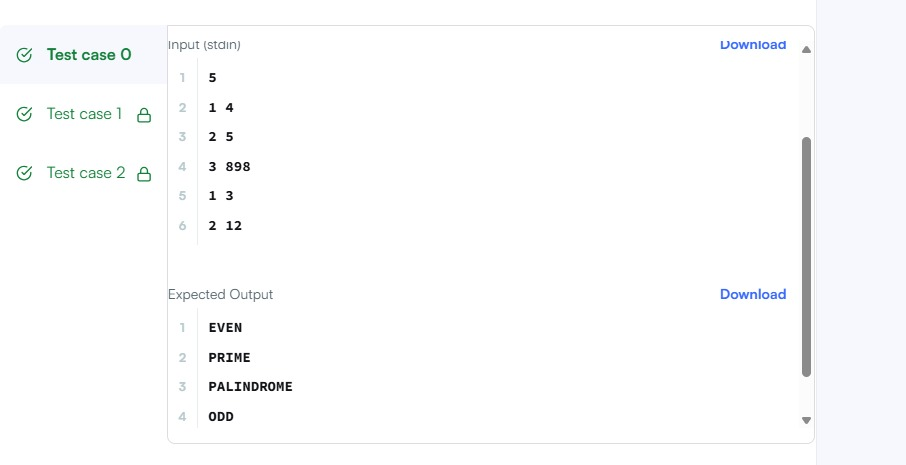 Test case 0
Test case 1
Test case 2
Input (stdin)
Download
1 5
2 1 4
3 2 5
4 3 898
5 1 3
6 2 12
Expected Output
Download
1 EVEN
2 PRIME
3 PALINDROME
4 ODD